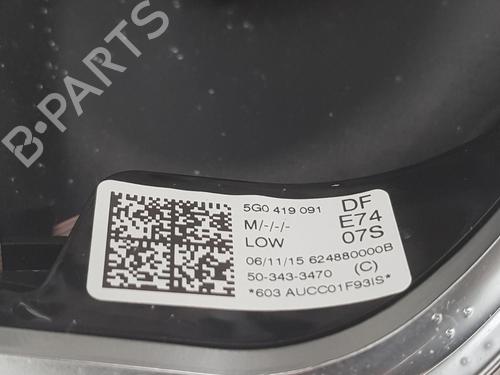 B-PARTS
5G0 419 091 DF
M/-/-/- E74
LOW 07S
06/11/15 624880000B
50-343-3470 (C)
*603 AUCC01F93IS*